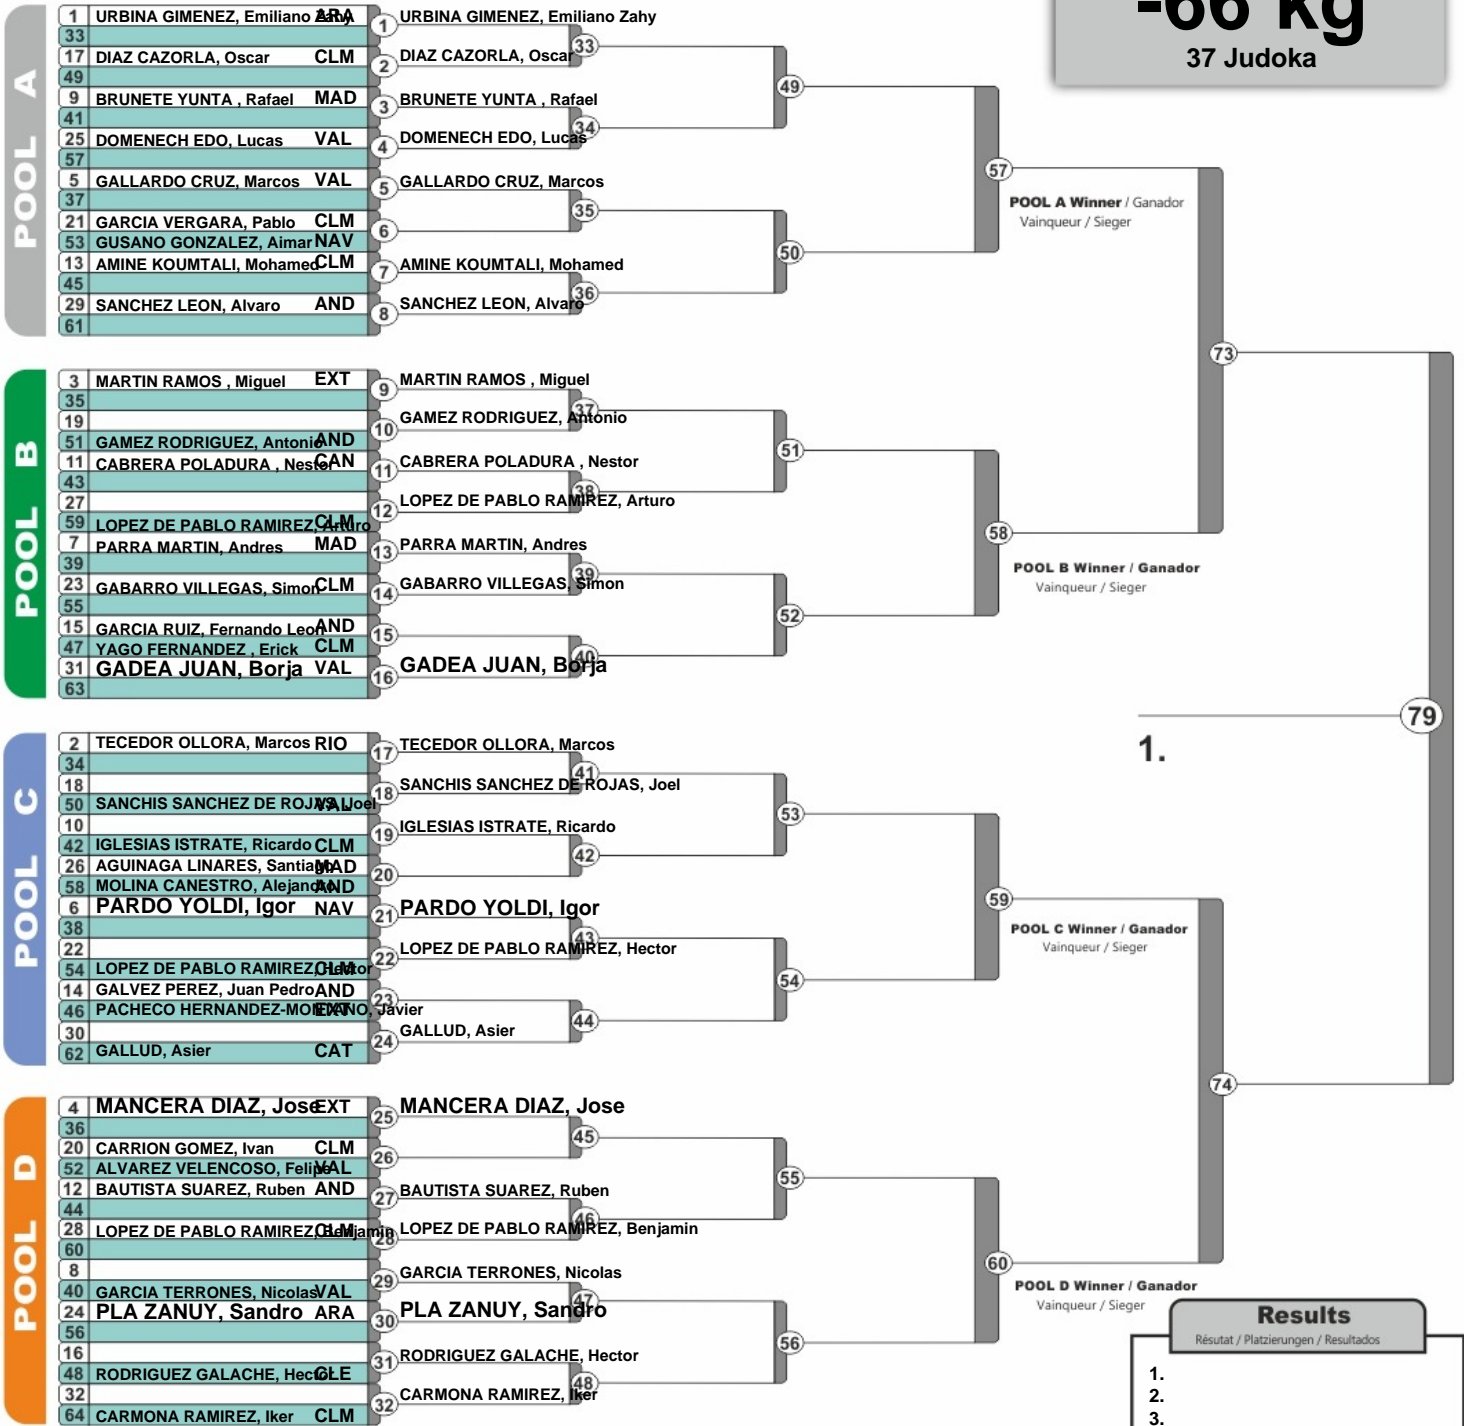 -66 kg
37 Judoka
POOL A
1 URBINA GIMENEZ, Emiliano Zahy ARA
33
17 DIAZ CAZORLA, Oscar CLM
49
9 BRUNETE YUNTA , Rafael MAD
41
25 DOMENECH EDO, Lucas VAL
57
5 GALLARDO CRUZ, Marcos VAL
37
21 GARCIA VERGARA, Pablo CLM
53 GUSANO GONZALEZ, Aimar NAV
13 AMINE KOUMTALI, Mohamed CLM
45
29 SANCHEZ LEON, Alvaro AND
61
1 URBINA GIMENEZ, Emiliano Zahy
33
2 DIAZ CAZORLA, Oscar
3 BRUNETE YUNTA , Rafael
34
4 DOMENECH EDO, Lucas
5 GALLARDO CRUZ, Marcos
35
6
7 AMINE KOUMTALI, Mohamed
36
8 SANCHEZ LEON, Alvaro
49
50
57
POOL A Winner / Ganador
Vainqueur / Sieger
POOL B
3 MARTIN RAMOS , Miguel EXT
35
19
51 GAMEZ RODRIGUEZ, Antonio AND
11 CABRERA POLADURA , Nestor CAN
43
27
59 LOPEZ DE PABLO RAMIREZ, Arturo CLM
7 PARRA MARTIN, Andres MAD
39
23 GABARRO VILLEGAS, Simon CLM
55
15 GARCIA RUIZ, Fernando Leon AND
47 YAGO FERNANDEZ , Erick CLM
31 GADEA JUAN, Borja VAL
63
9 MARTIN RAMOS , Miguel
37
10 GAMEZ RODRIGUEZ, Antonio
11 CABRERA POLADURA , Nestor
38
12 LOPEZ DE PABLO RAMIREZ, Arturo
13 PARRA MARTIN, Andres
39
14 GABARRO VILLEGAS, Simon
15
40
16 GADEA JUAN, Borja
51
52
58
POOL B Winner / Ganador
Vainqueur / Sieger
73
POOL C
2 TECEDOR OLLORA, Marcos RIO
34
18
50 SANCHIS SANCHEZ DE ROJAS, Joel VAL
10
42 IGLESIAS ISTRATE, Ricardo CLM
26 AGUINAGA LINARES, Santiago MAD
58 MOLINA CANESTRO, Alejandro AND
6 PARDO YOLDI, Igor NAV
38
22
54 LOPEZ DE PABLO RAMIREZ, Hector CLM
14 GALVEZ PEREZ, Juan Pedro AND
46 PACHECO HERNANDEZ-MONTANO, Javier EXT
30
62 GALLUD, Asier CAT
17 TECEDOR OLLORA, Marcos
41
18 SANCHIS SANCHEZ DE ROJAS, Joel
19 IGLESIAS ISTRATE, Ricardo
42
20
21 PARDO YOLDI, Igor
43
22 LOPEZ DE PABLO RAMIREZ, Hector
23
44
24 GALLUD, Asier
53
54
59
POOL C Winner / Ganador
Vainqueur / Sieger
79
1.
POOL D
4 MANCERA DIAZ, Jose EXT
36
20 CARRION GOMEZ, Ivan CLM
52 ALVAREZ VELENCOSO, Felipe VAL
12 BAUTISTA SUAREZ, Ruben AND
44
28 LOPEZ DE PABLO RAMIREZ, Benjamin CLM
60
8
40 GARCIA TERRONES, Nicolas VAL
24 PLA ZANUY, Sandro ARA
56
16
48 RODRIGUEZ GALACHE, Hector CLE
32
64 CARMONA RAMIREZ, Iker CLM
25 MANCERA DIAZ, Jose
45
26
27 BAUTISTA SUAREZ, Ruben
46
28 LOPEZ DE PABLO RAMIREZ, Benjamin
29 GARCIA TERRONES, Nicolas
47
30 PLA ZANUY, Sandro
31 RODRIGUEZ GALACHE, Hector
48
32 CARMONA RAMIREZ, Iker
55
56
60
POOL D Winner / Ganador
Vainqueur / Sieger
74
Results
Résutat / Platzierungen / Resultados
1.
2.
3.